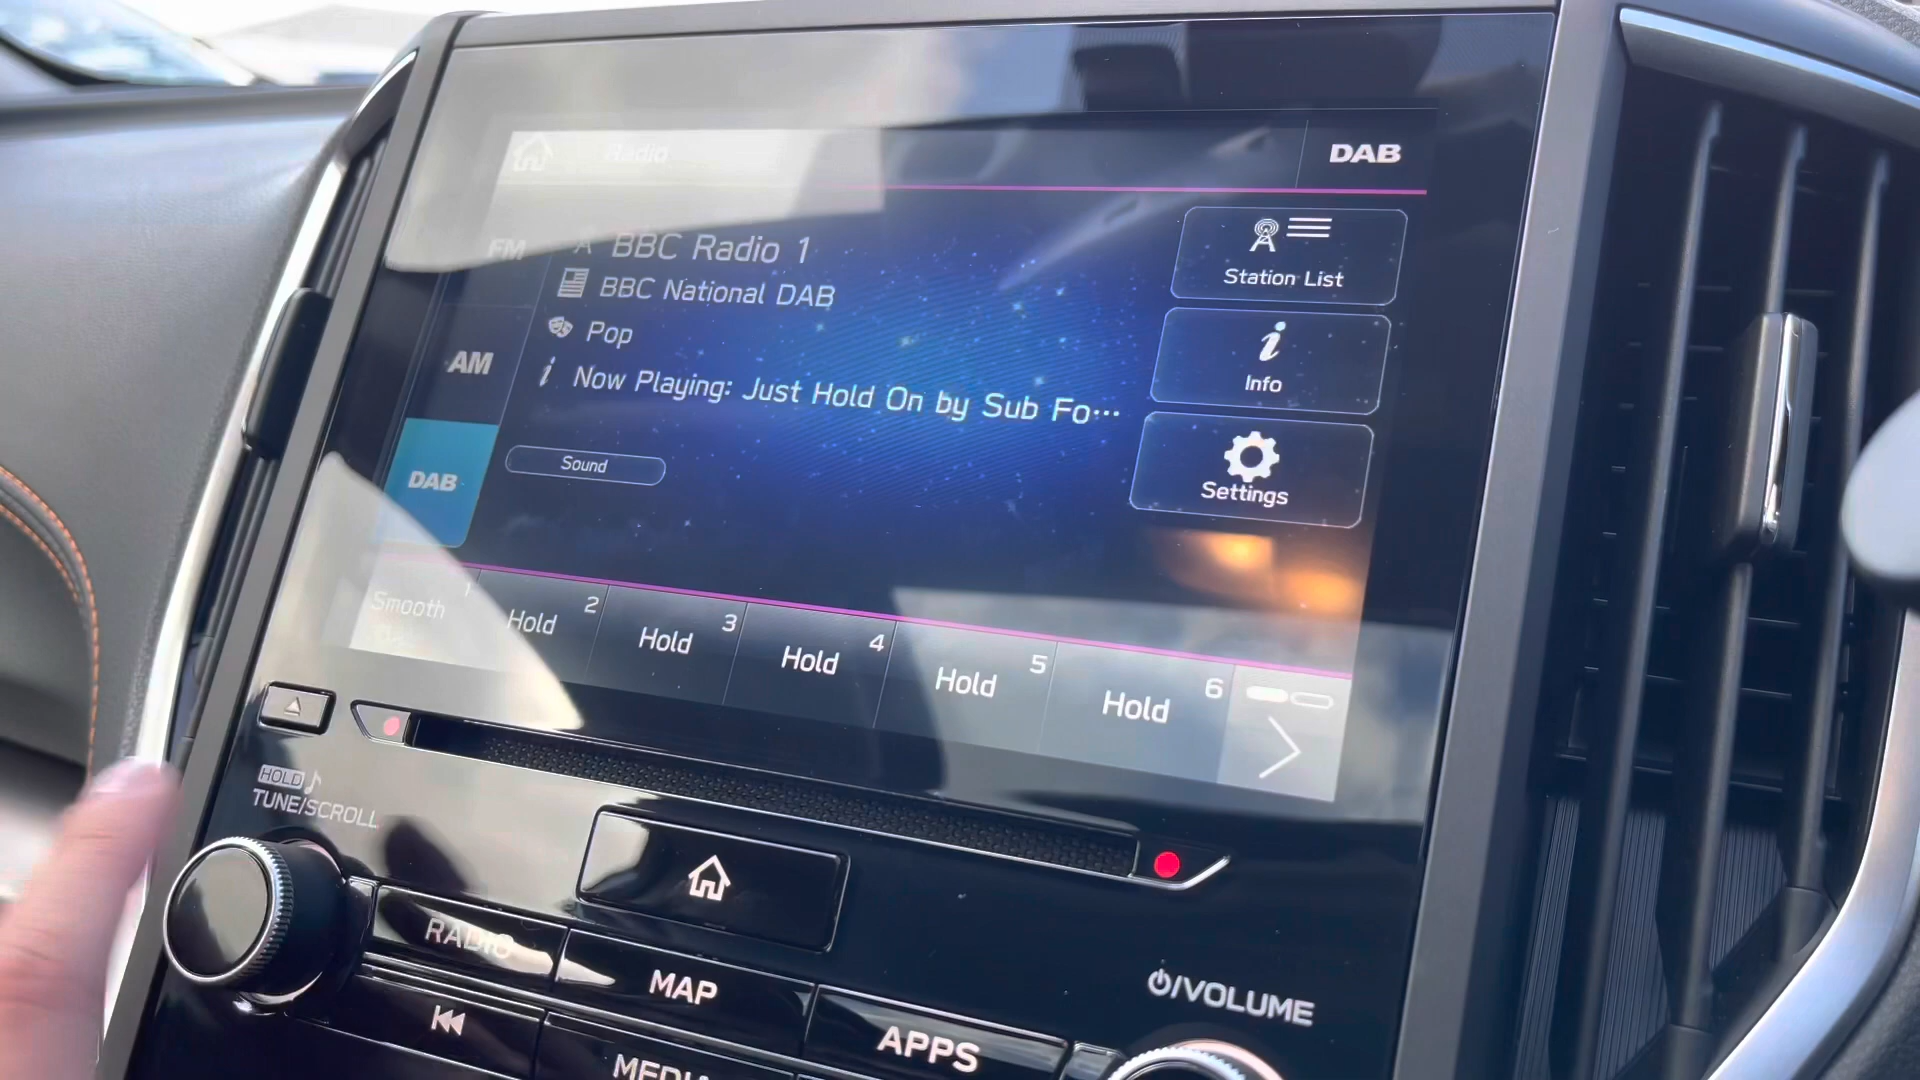 Radio
DAB
FM
BBC Radio 1
BBC National DAB
Pop
Now Playing: Just Hold On by Sub Fo...
AM
DAB
Sound
Station List
Info
Settings
Smooth 1
Hold 2
Hold 3
Hold 4
Hold 5
Hold 6
HOLD
TUNE/SCROLL
RADIO
MAP
APPS
MEDIA
/VOLUME